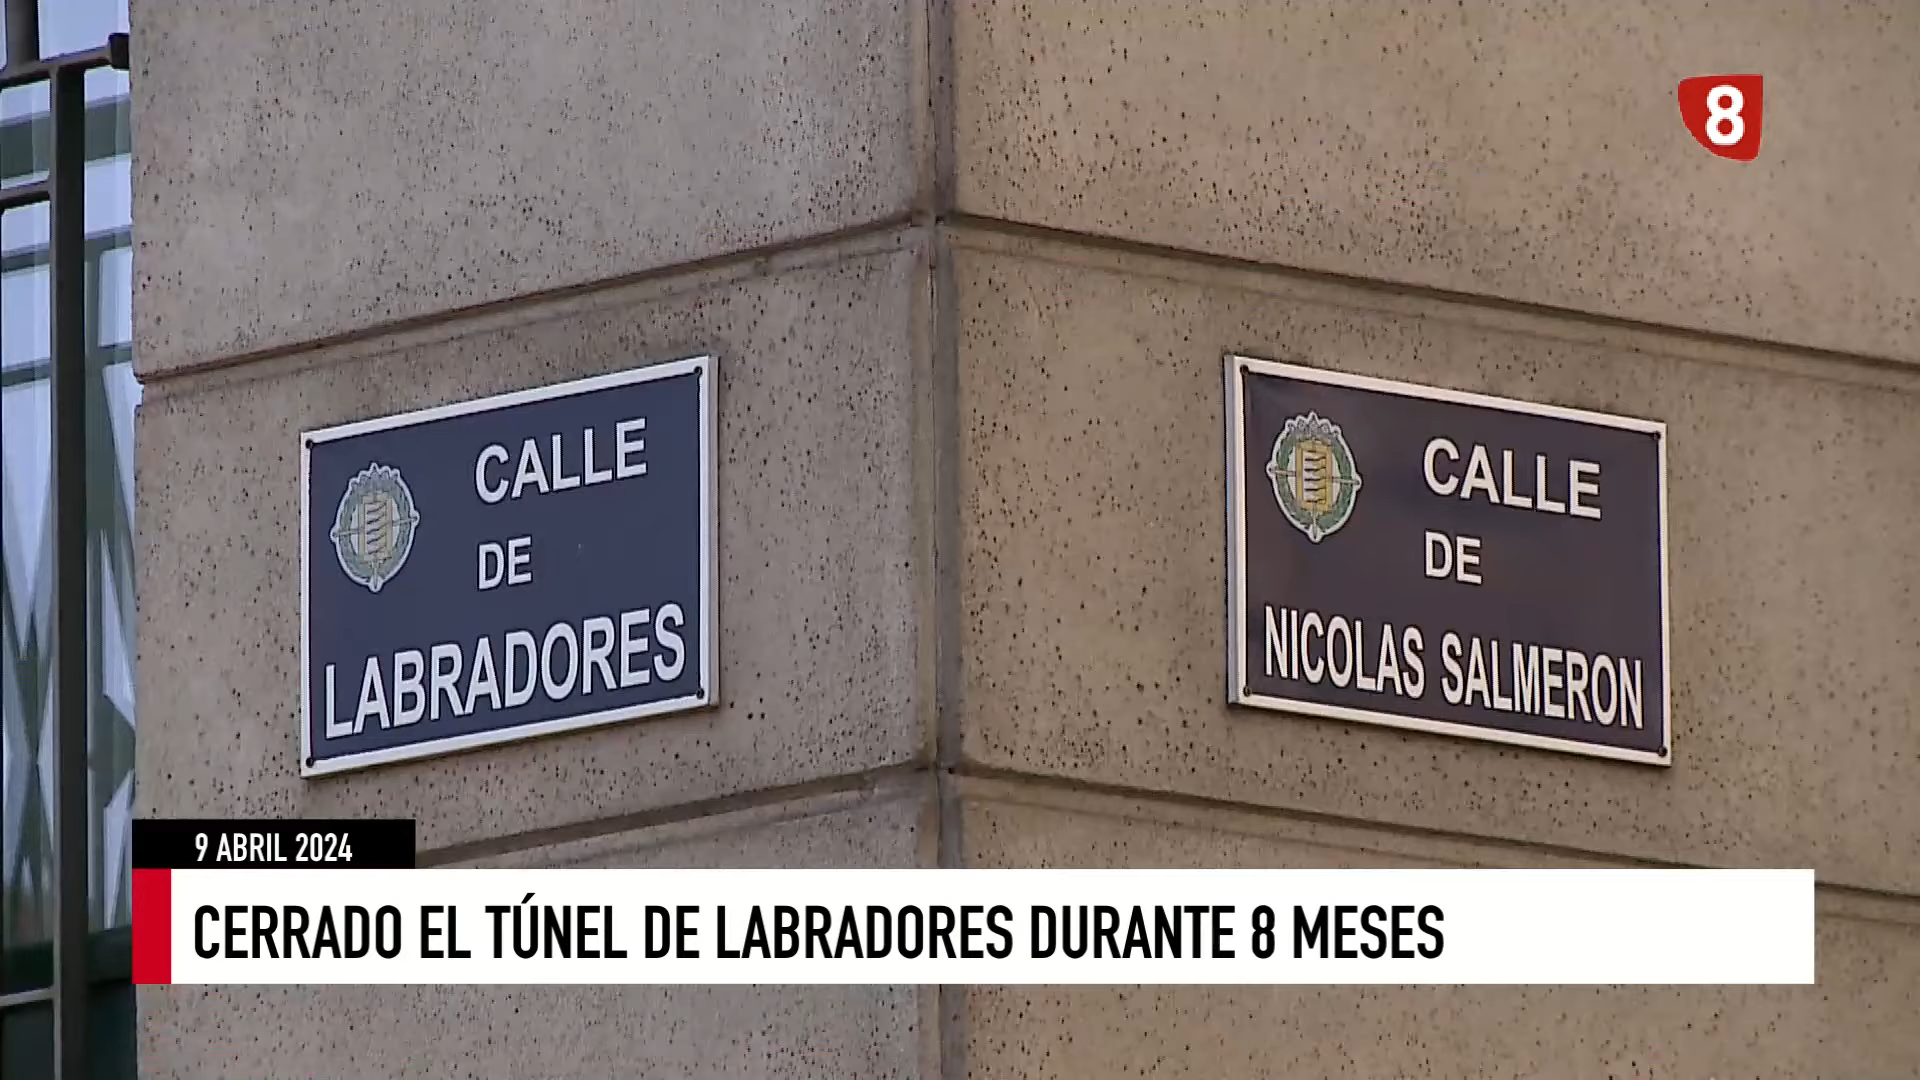 8
CALLE
DE
LABRADORES
CALLE
DE
NICOLAS SALMERON
9 ABRIL 2024
CERRADO EL TÚNEL DE LABRADORES DURANTE 8 MESES